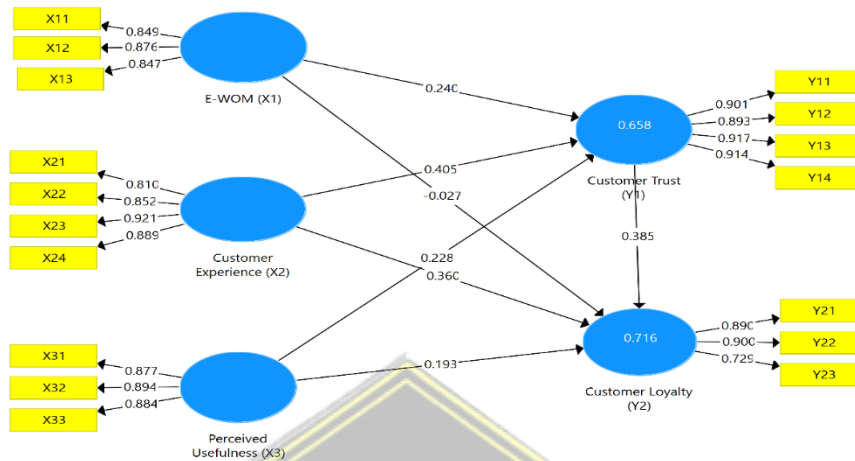 X11
X12
X13
0.849
0.876
0.847
E-WOM (X1)
X21
X22
X23
X24
0.810
0.852
0.921
0.889
Customer
Experience (X2)
X31
X32
X33
0.877
0.894
0.884
Perceived
Usefulness (X3)
0.240
0.405
-0.027
0.228
0.360
0.193
0.658
Customer Trust
(Y1)
0.901
0.893
0.917
0.914
Y11
Y12
Y13
Y14
0.385
0.716
Customer Loyalty
(Y2)
0.890
0.900
0.729
Y21
Y22
Y23